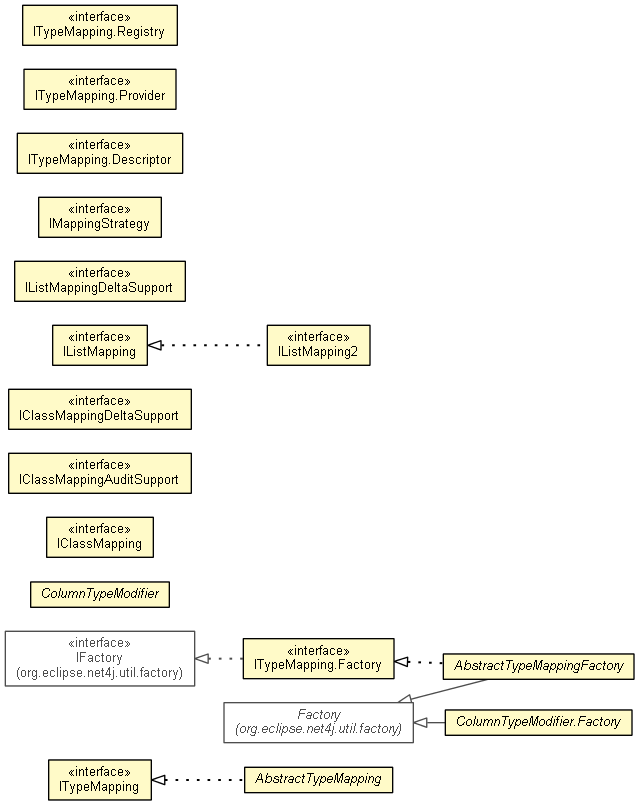 «interface»
ITypeMapping.Registry
«interface»
ITypeMapping.Provider
«interface»
ITypeMapping.Descriptor
«interface»
IMappingStrategy
«interface»
IListMappingDeltaSupport
«interface»
IListMapping
«interface»
IListMapping2
«interface»
IClassMappingDeltaSupport
«interface»
IClassMappingAuditSupport
«interface»
IClassMapping
ColumnTypeModifier
«interface»
IFactory
(org.eclipse.net4j.util.factory)
«interface»
ITypeMapping.Factory
AbstractTypeMappingFactory
Factory
(org.eclipse.net4j.util.factory)
ColumnTypeModifier.Factory
«interface»
ITypeMapping
AbstractTypeMapping